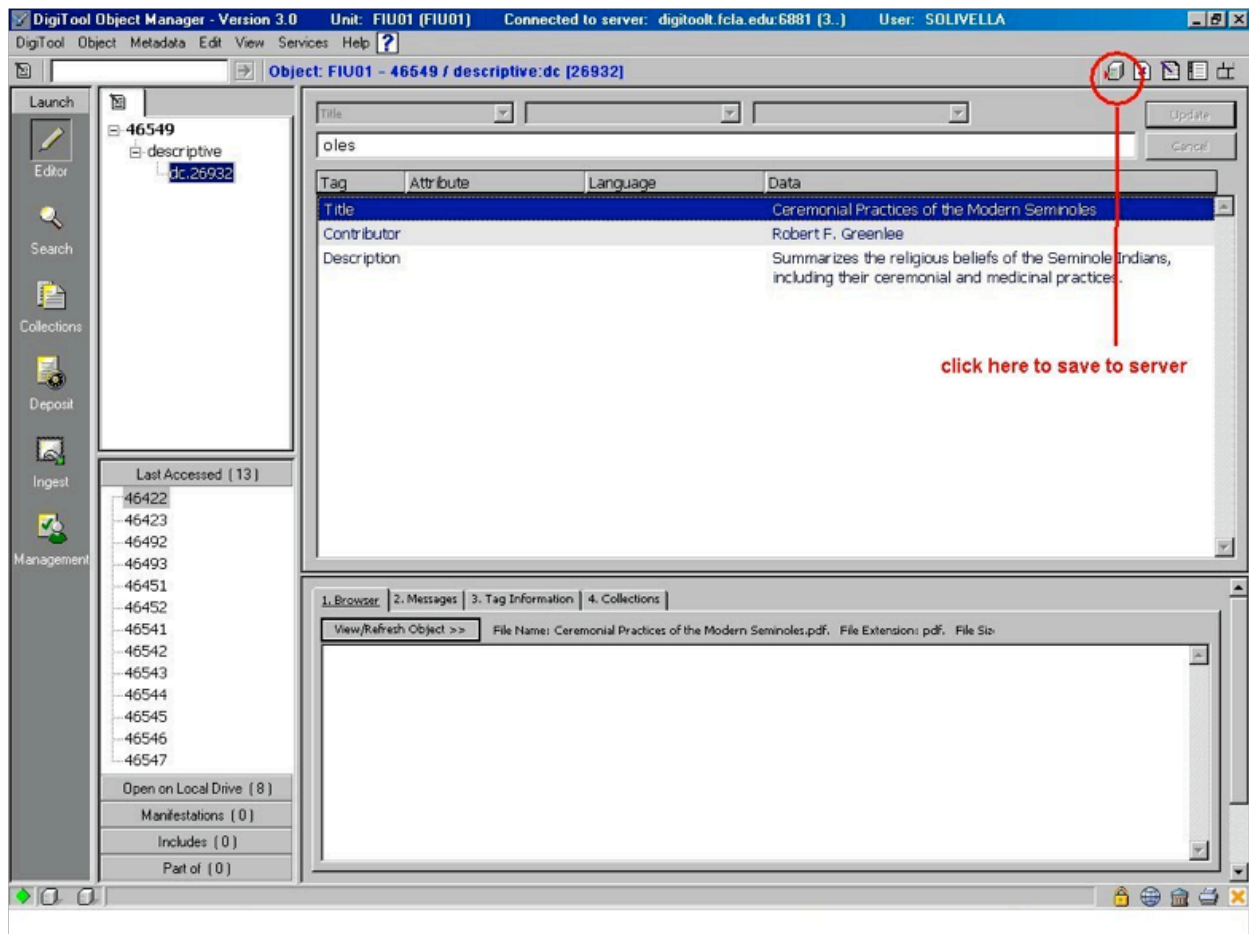 DigiTool Object Manager - Version 3.0 Unit: FIU01 (FIU01) Connected to server: digitoolt.fcla.edu:6881 (3..) User: SOLIVELLA
DigiTool Object Metadata Edit View Services Help ?
Object: FIU01 - 46549 / descriptive:dc [26932]
Launch
Editor
Search
Collections
Deposit
Ingest
Management
46549
descriptive
dc.26932
Last Accessed (13)
46422
46423
46492
46493
46451
46452
46541
46542
46543
46544
46545
46546
46547
Open on Local Drive (8)
Manifestations (0)
Includes (0)
Part of (0)
Title
Update
oles
Cancel
Tag Attribute Language Data
Title Ceremonial Practices of the Modern Seminoles
Contributor Robert F. Greenlee
Description Summarizes the religious beliefs of the Seminole Indians,
including their ceremonial and medicinal practices.
click here to save to server
1. Browser 2. Messages 3. Tag Information 4. Collections
View/Refresh Object >> File Name: Ceremonial Practices of the Modern Seminoles.pdf, File Extension: pdf, File Siz